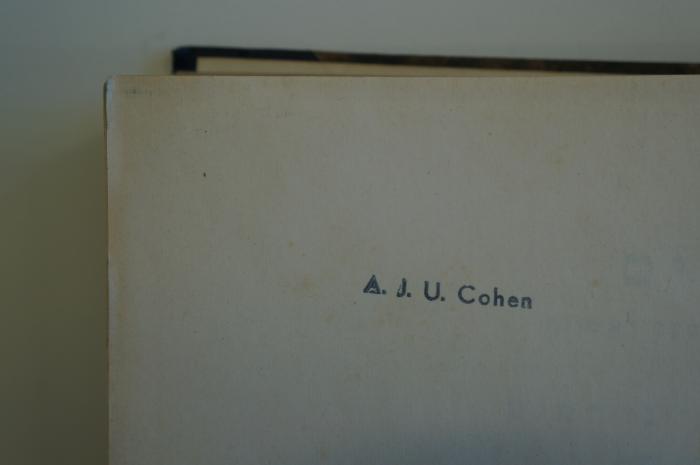 A. J. U. Cohen